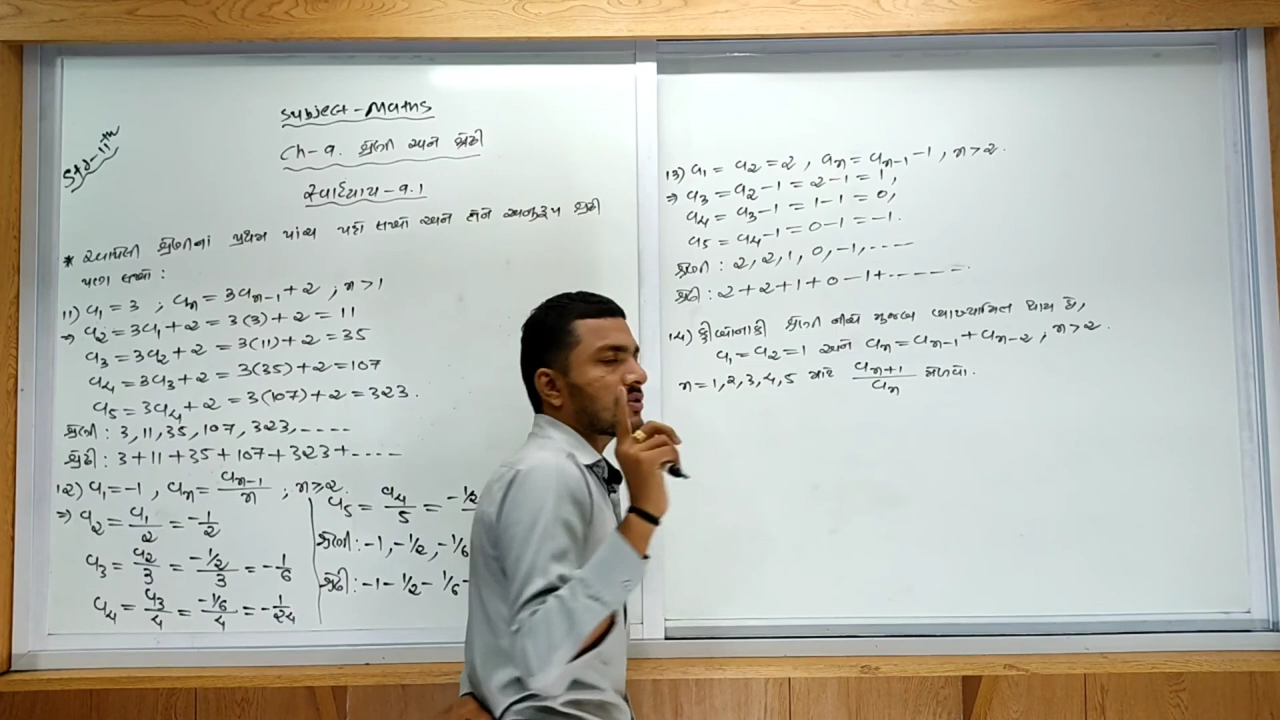 Std-11th
Subject-Maths
Ch-9. શ્રેણી અને શ્રેઢી
સ્વાધ્યાય-9.1
* આપેલી શ્રેણીનાં પ્રથમ પાંચ પદો લખો અને તેને અનુરૂપ શ્રેઢી
પણ લખો :
11) a₁ = 3 ; aₙ = 3aₙ₋₁ + 2 ; n > 1
⇒ a₂ = 3a₁ + 2 = 3(3) + 2 = 11
a₃ = 3a₂ + 2 = 3(11) + 2 = 35
a₄ = 3a₃ + 2 = 3(35) + 2 = 107
a₅ = 3a₄ + 2 = 3(107) + 2 = 323.
શ્રેણી : 3, 11, 35, 107, 323, ----
શ્રેઢી : 3 + 11 + 35 + 107 + 323 + ----
12) a₁ = -1 , aₙ = aₙ₋₁/n ; n ≥ 2.
⇒ a₂ = a₁/2 = -1/2
a₃ = a₂/3 = (-1/2)/3 = -1/6
a₄ = a₃/4 = (-1/6)/4 = -1/24
a₅ = a₄/5 =
શ્રેણી : -1, -1/2, -1/6
શ્રેઢી : -1 - 1/2 - 1/6 -
13) a₁ = a₂ = 2 , aₙ = aₙ₋₁ - 1 , n > 2.
⇒ a₃ = a₂ - 1 = 2 - 1 = 1,
a₄ = a₃ - 1 = 1 - 1 = 0,
a₅ = a₄ - 1 = 0 - 1 = -1.
શ્રેણી : 2, 2, 1, 0, -1, ----
શ્રેઢી : 2 + 2 + 1 + 0 - 1 + ------
14) ફીબોનાકી શ્રેણી નીચે મુજબ વ્યાખ્યાયિત થાય છે,
a₁ = a₂ = 1 અને aₙ = aₙ₋₁ + aₙ₋₂ ; n > 2.
n = 1, 2, 3, 4, 5 માટે aₙ₊₁/aₙ મેળવો.